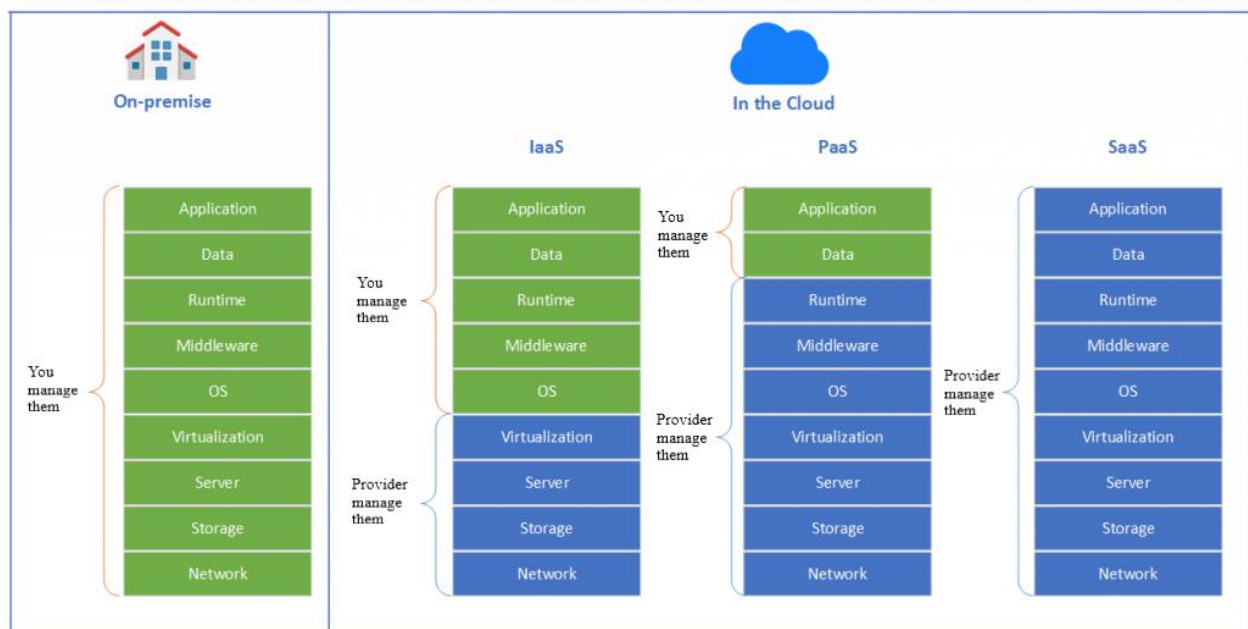 On-premise
You
manage
them
Application
Data
Runtime
Middleware
OS
Virtualization
Server
Storage
Network
In the Cloud
IaaS
You
manage
them
Provider
manage
them
Application
Data
Runtime
Middleware
OS
Virtualization
Server
Storage
Network
PaaS
You
manage
them
Provider
manage
them
Application
Data
Runtime
Middleware
OS
Virtualization
Server
Storage
Network
SaaS
Provider
manage
them
Application
Data
Runtime
Middleware
OS
Virtualization
Server
Storage
Network